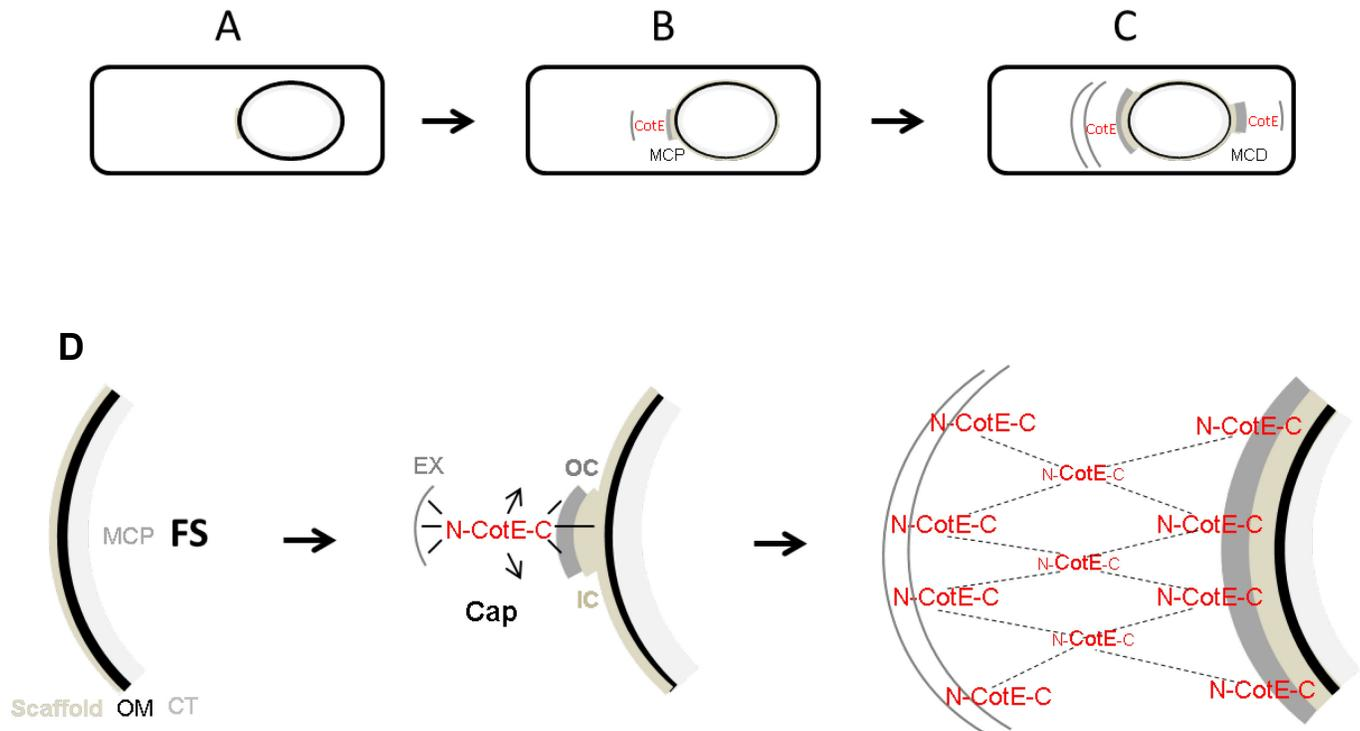 A
B
C
CotE
MCP
CotE
CotE
MCD
D
MCP FS
Scaffold OM CT
EX
OC
N-CotE-C
IC
Cap
N-CotE-C
N-CotE-C
N-CotE-C
N-CotE-C
N-CotE-C
N-CotE-C
N-CotE-C
N-CotE-C
N-CotE-C
N-CotE-C
N-CotE-C